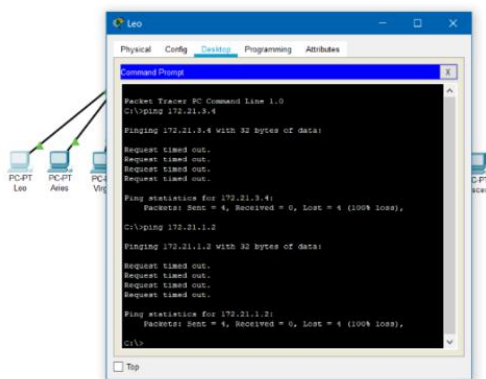 Leo
Physical Config Desktop Programming Attributes
Command Prompt
X
Packet Tracer PC Command Line 1.0
C:\>ping 172.21.3.4
Pinging 172.21.3.4 with 32 bytes of data:
Request timed out.
Request timed out.
Request timed out.
Request timed out.
Ping statistics for 172.21.3.4:
Packets: Sent = 4, Received = 0, Lost = 4 (100% loss),
C:\>ping 172.21.1.2
Pinging 172.21.1.2 with 32 bytes of data:
Request timed out.
Request timed out.
Request timed out.
Request timed out.
Ping statistics for 172.21.1.2:
Packets: Sent = 4, Received = 0, Lost = 4 (100% loss),
C:\>
Top
PC-PT
Leo
PC-PT
Aries